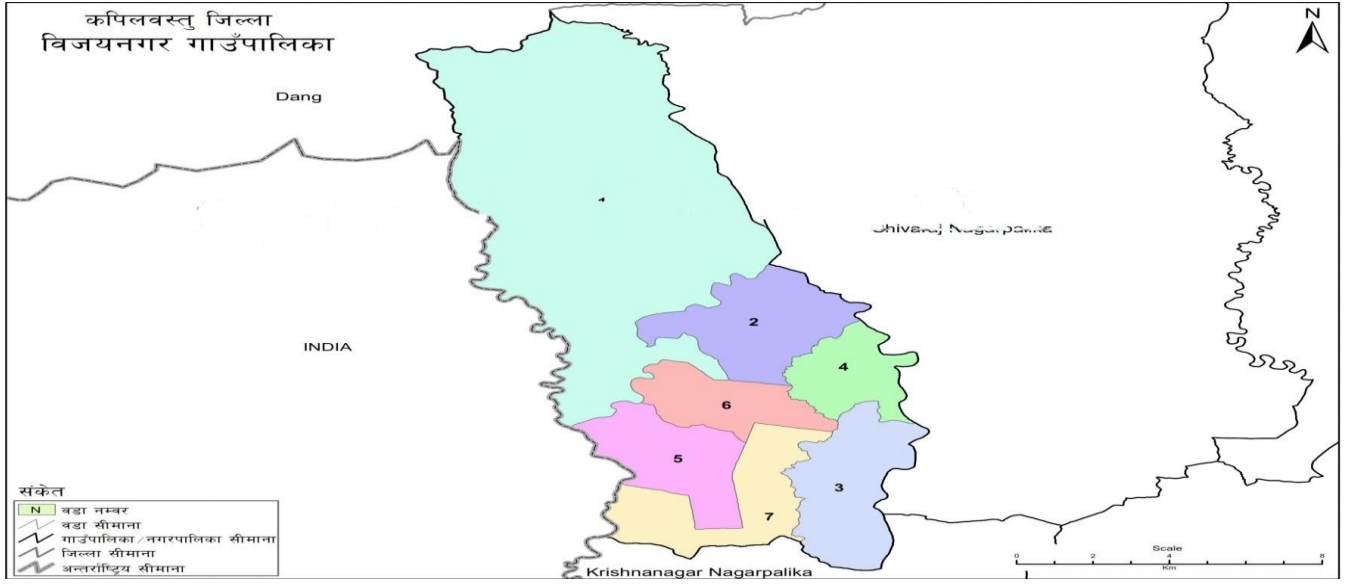 कपिलवस्तु जिल्ला
विजयनगर गाउँपालिका
N
Dang
1
INDIA
2
4
6
5
3
7
संकेत
N वडा नम्बर
वडा सीमाना
गाउँपालिका/नगरपालिका सीमाना
जिल्ला सीमाना
अन्तर्राष्ट्रिय सीमाना
Krishnanagar Nagarpalika
Scale
0 2 4 6 8
Km